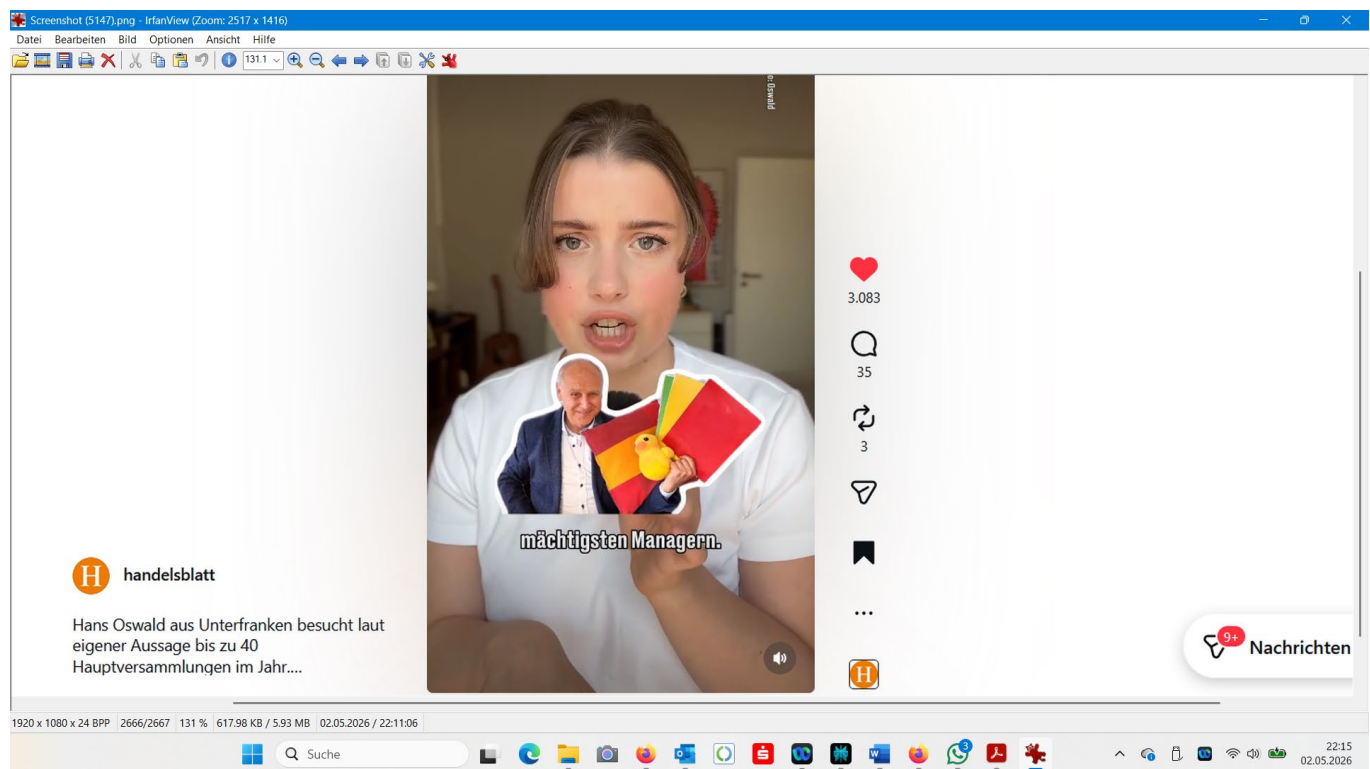 Screenshot (5147).png - IrfanView (Zoom: 2517 x 1416)
Datei Bearbeiten Bild Optionen Ansicht Hilfe
131.1
e: Oswald
3.083
35
3
mächtigsten Managern.
H handelsblatt
Hans Oswald aus Unterfranken besucht laut
eigener Aussage bis zu 40
Hauptversammlungen im Jahr....
H
9+ Nachrichten
1920 x 1080 x 24 BPP 2666/2667 131 % 617.98 KB / 5.93 MB 02.05.2026 / 22:11:06
Suche
3
22:15
02.05.2026